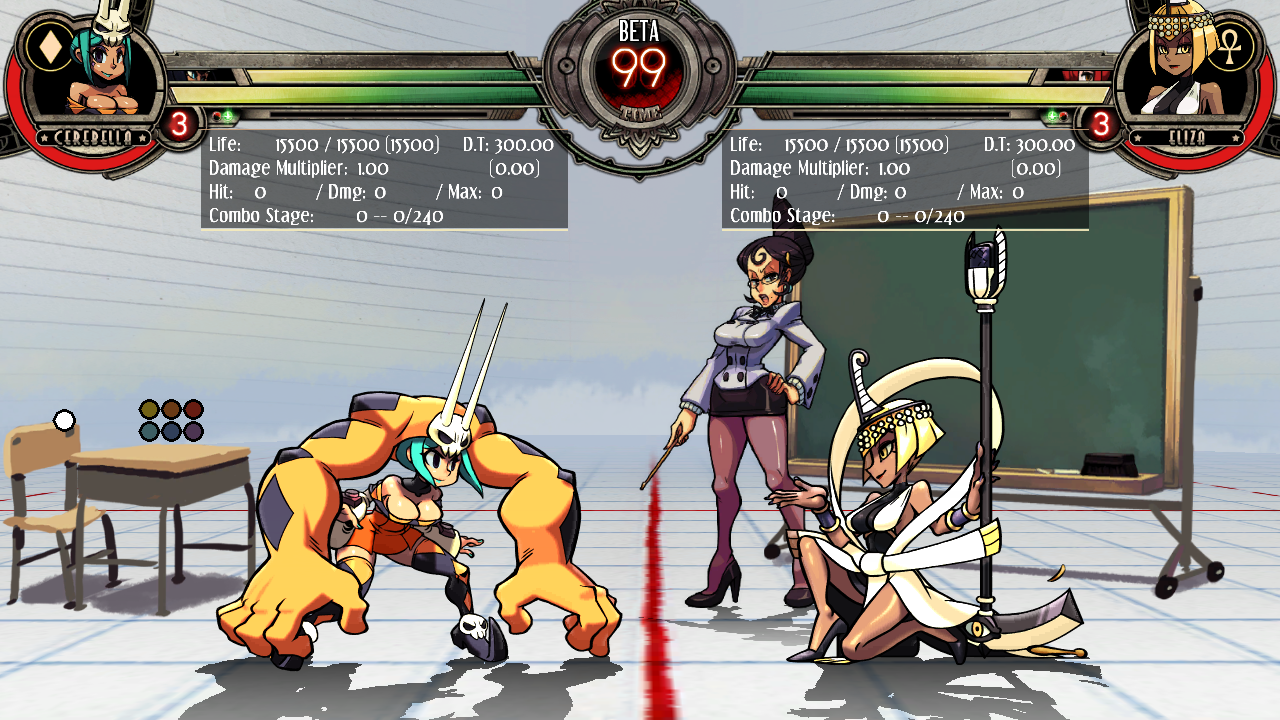 BETA
99
TIME
CEREBELLA
3
ELIZA
3
Life: 15500 / 15500 (15500) D.T: 300.00
Damage Multiplier: 1.00 (0.00)
Hit: 0 / Dmg: 0 / Max: 0
Combo Stage: 0 -- 0/240
Life: 15500 / 15500 (15500) D.T: 300.00
Damage Multiplier: 1.00 (0.00)
Hit: 0 / Dmg: 0 / Max: 0
Combo Stage: 0 -- 0/240